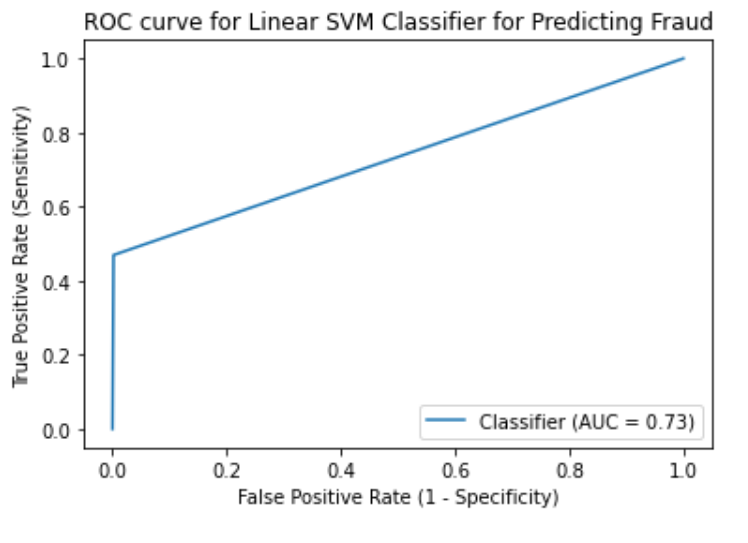 ROC curve for Linear SVM Classifier for Predicting Fraud
True Positive Rate (Sensitivity)
1.0
0.8
0.6
0.4
0.2
0.0
Classifier (AUC = 0.73)
0.0 0.2 0.4 0.6 0.8 1.0
False Positive Rate (1 - Specificity)